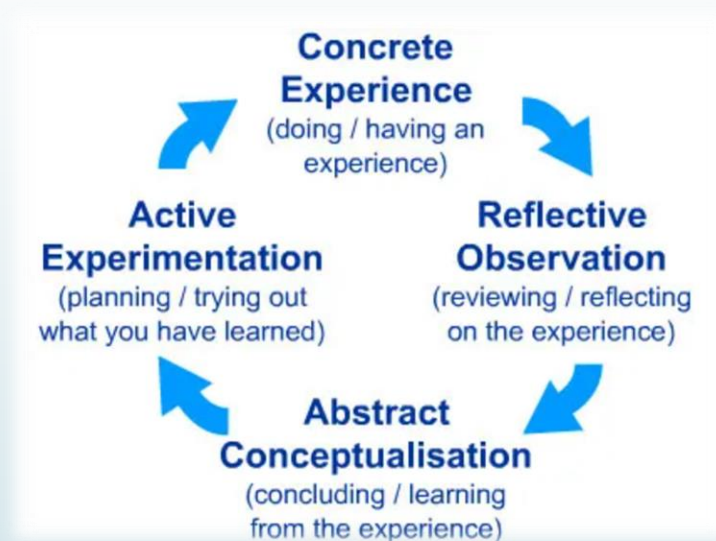 Concrete
Experience
(doing / having an
experience)
Active
Experimentation
(planning / trying out
what you have learned)
Reflective
Observation
(reviewing / reflecting
on the experience)
Abstract
Conceptualisation
(concluding / learning
from the experience)